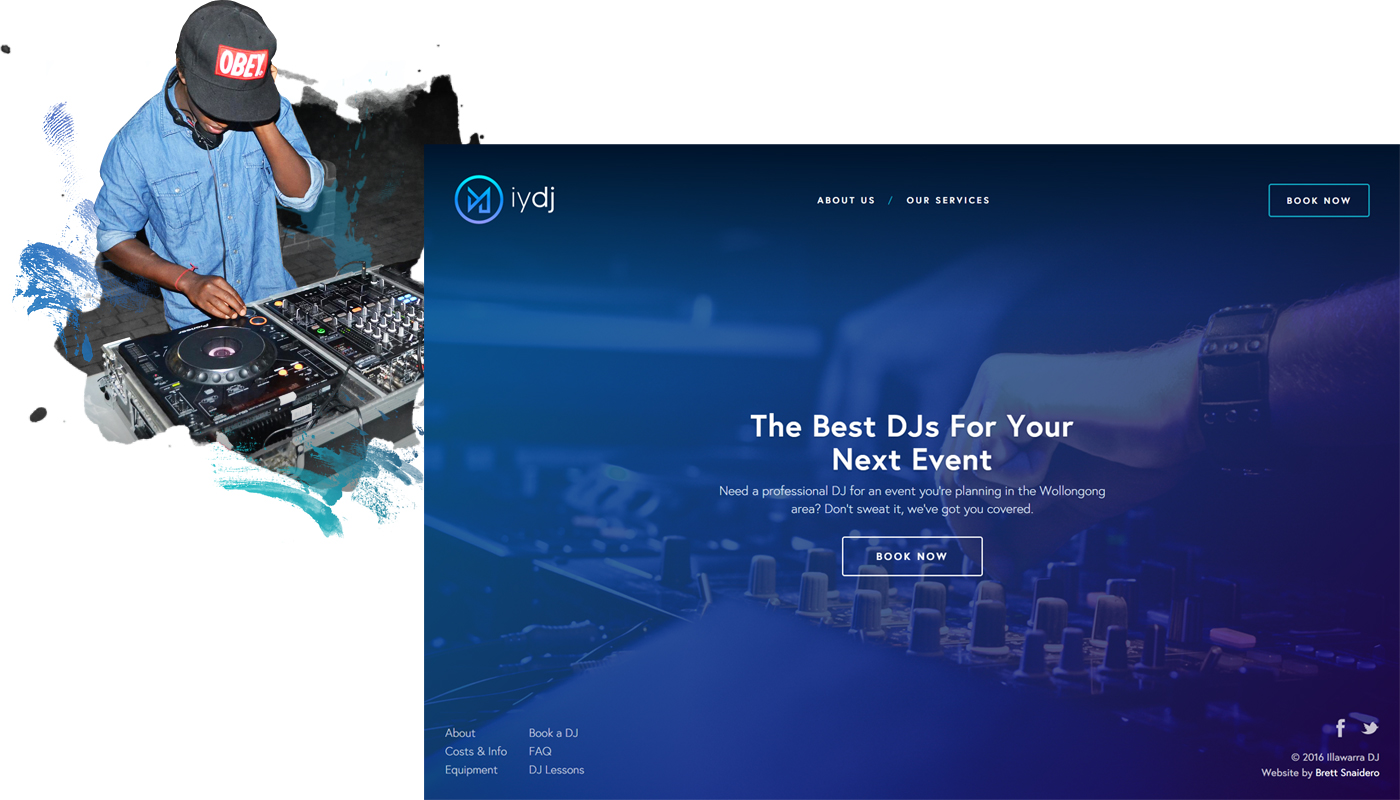 OBEY
Pioneer
iydj
ABOUT US / OUR SERVICES
BOOK NOW
The Best DJs For Your
Next Event
Need a professional DJ for an event you're planning in the Wollongong
area? Don't sweat it, we've got you covered.
BOOK NOW
About
Costs & Info
Equipment
Book a DJ
FAQ
DJ Lessons
© 2016 Illawarra DJ
Website by Brett Snaidero